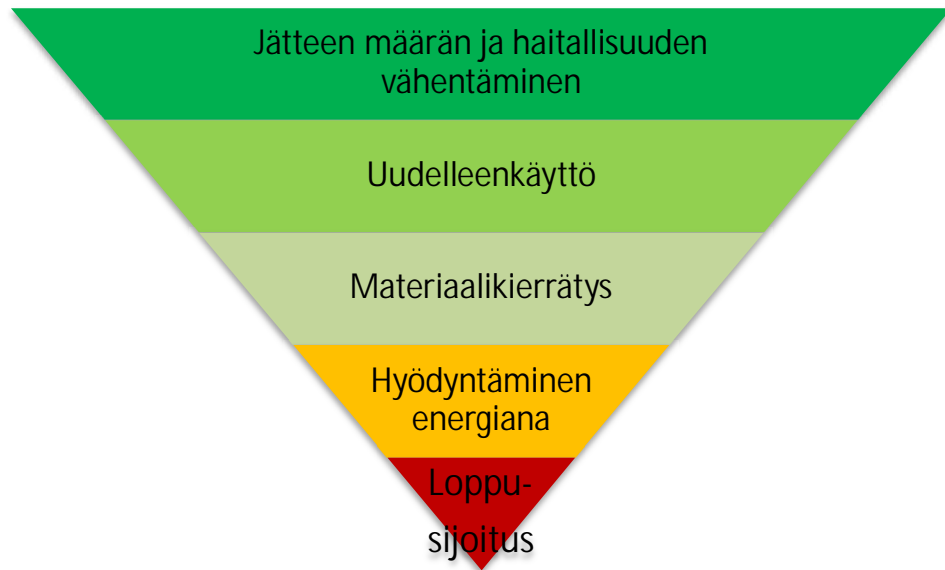 Jätteen määrän ja haitallisuuden
vähentäminen
Uudelleenkäyttö
Materiaalikierrätys
Hyödyntäminen
energiana
Loppu-
sijoitus